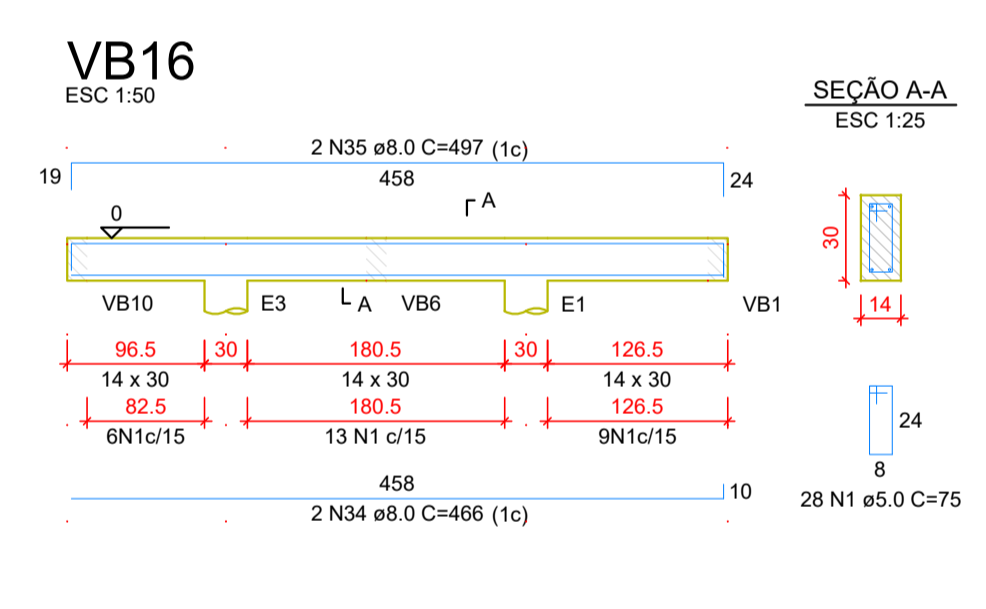 VB16
ESC 1:50
SEÇÃO A-A
ESC 1:25
2 N35 ø8.0 C=497 (1c)
19
458
24
A
0
30
VB10
E3
A
VB6
E1
VB1
14
96.5
30
180.5
30
126.5
14 x 30
14 x 30
14 x 30
82.5
180.5
126.5
6N1c/15
13 N1 c/15
9N1c/15
24
8
28 N1 ø5.0 C=75
458
10
2 N34 ø8.0 C=466 (1c)